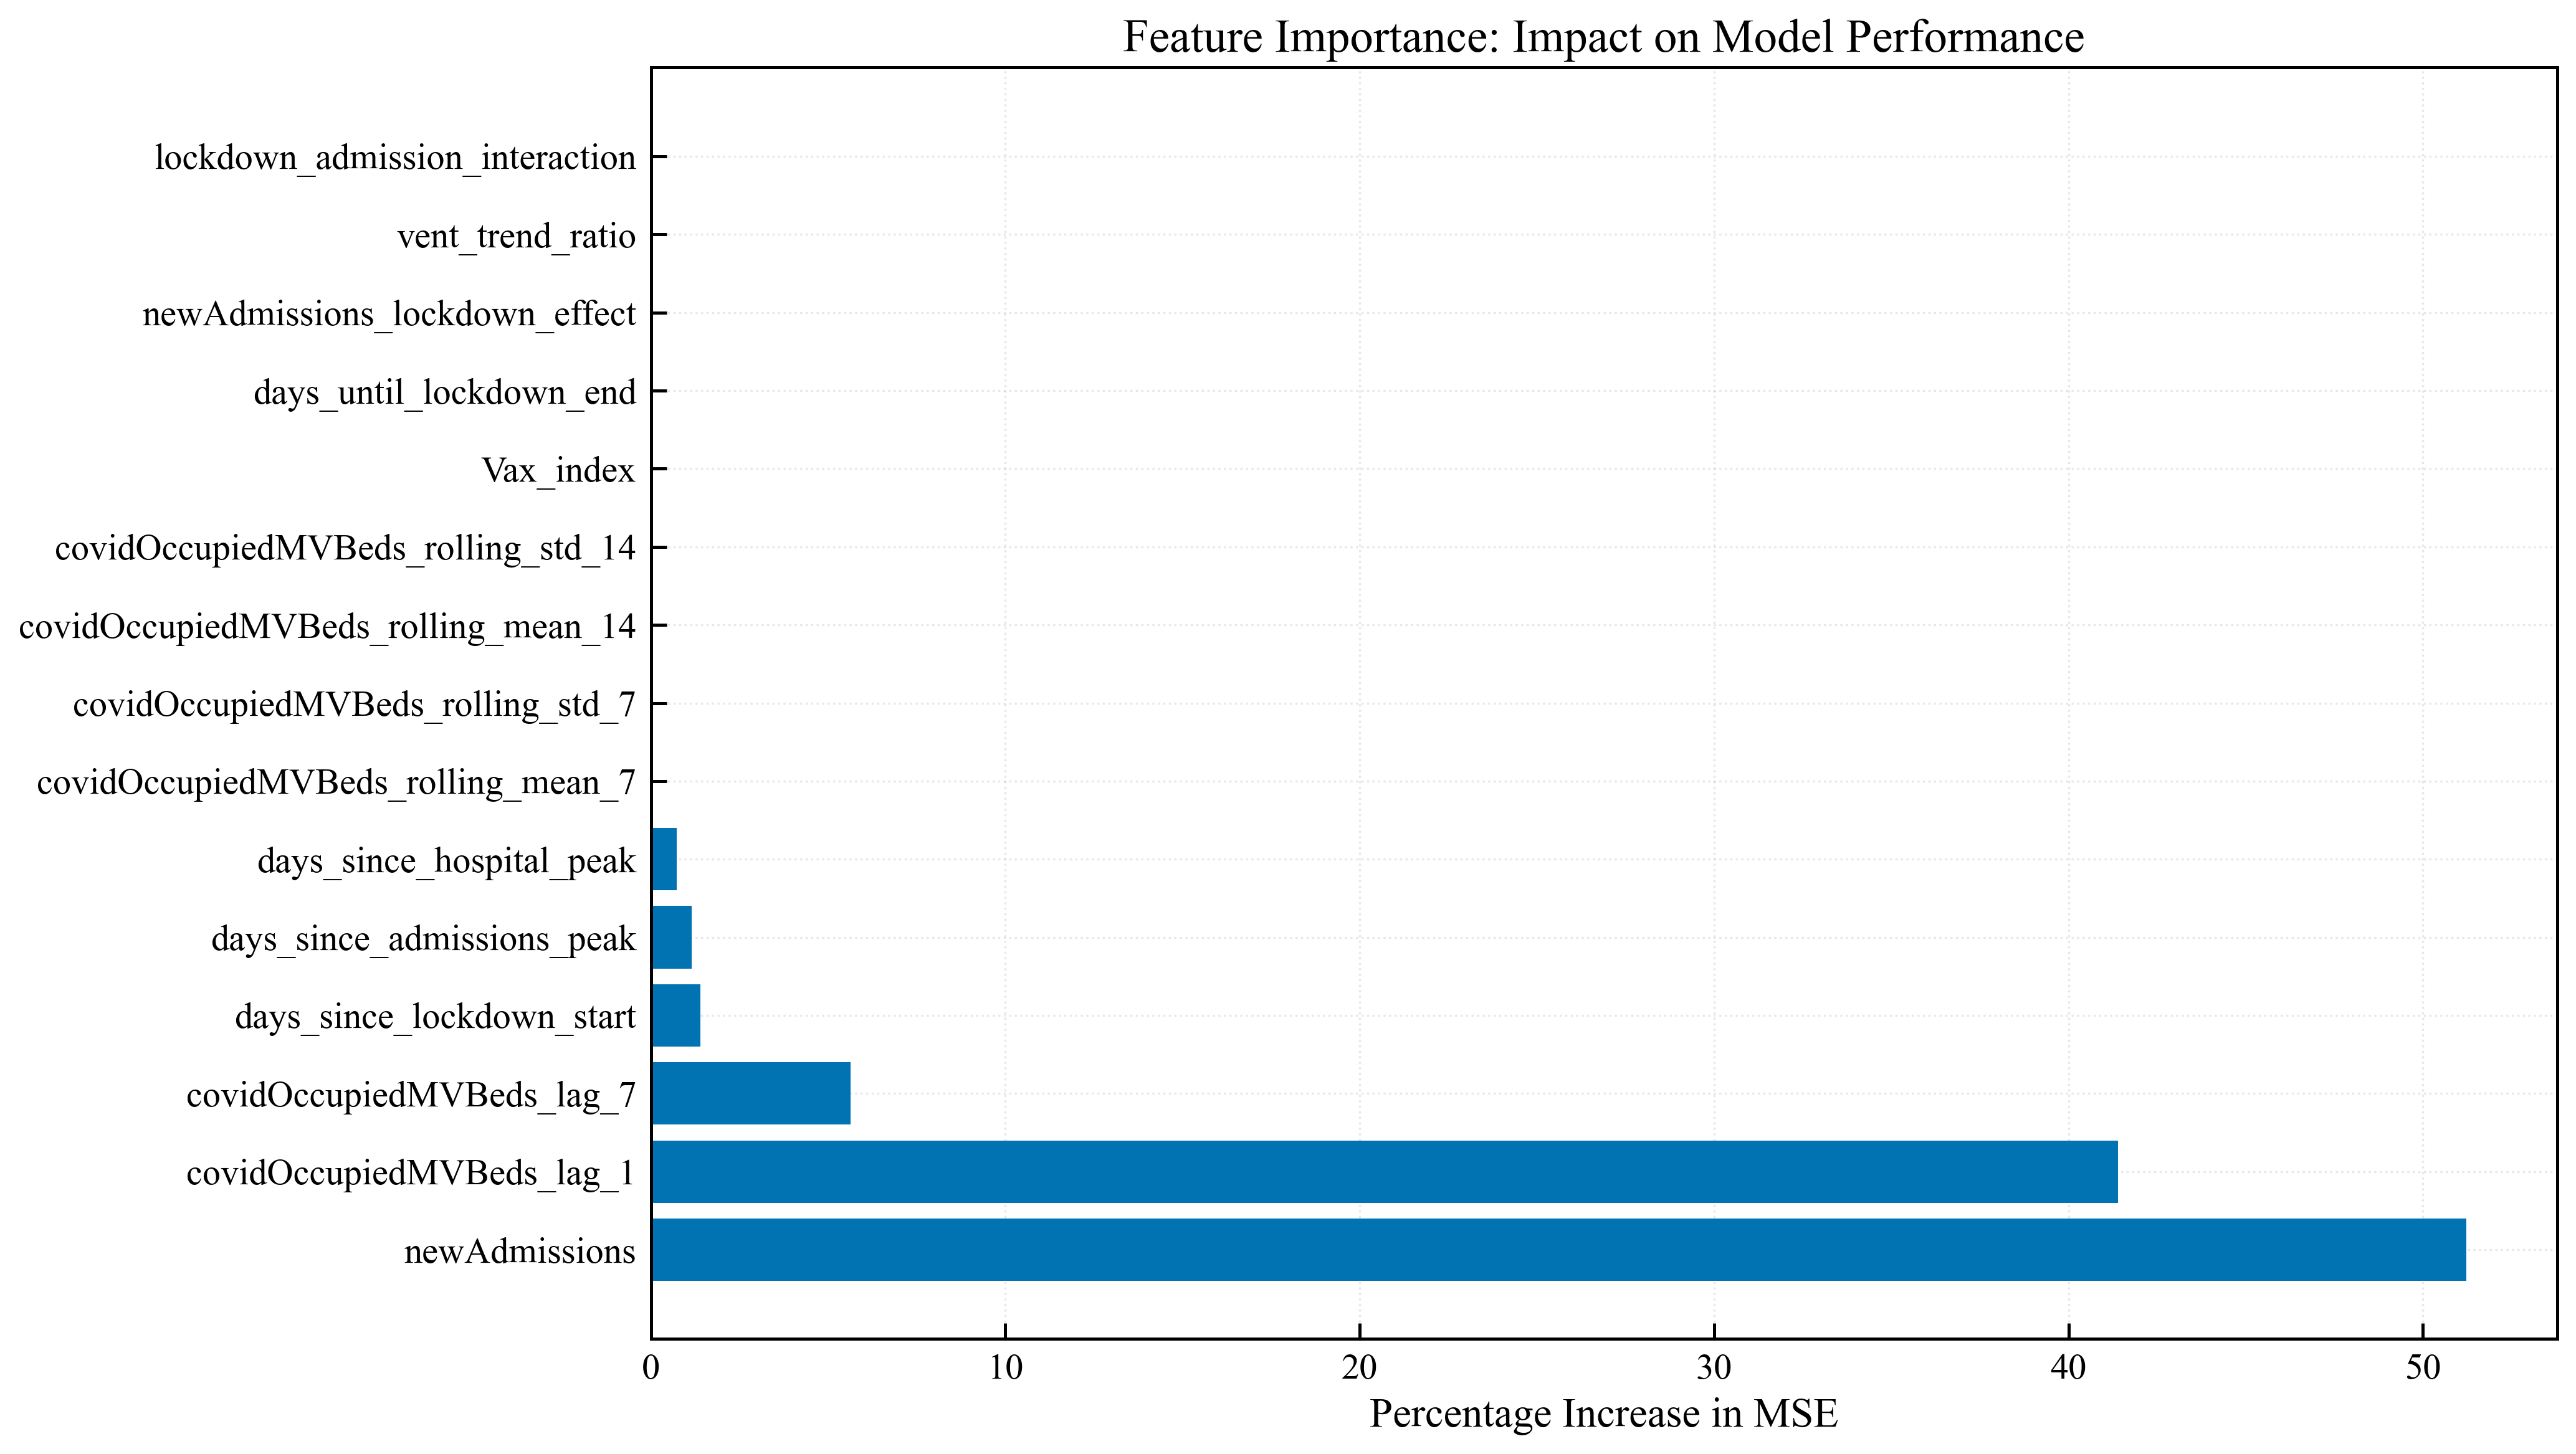 Feature Importance: Impact on Model Performance
lockdown_admission_interaction
vent_trend_ratio
newAdmissions_lockdown_effect
days_until_lockdown_end
Vax_index
covidOccupiedMVBeds_rolling_std_14
covidOccupiedMVBeds_rolling_mean_14
covidOccupiedMVBeds_rolling_std_7
covidOccupiedMVBeds_rolling_mean_7
days_since_hospital_peak
days_since_admissions_peak
days_since_lockdown_start
covidOccupiedMVBeds_lag_7
covidOccupiedMVBeds_lag_1
newAdmissions
0 10 20 30 40 50
Percentage Increase in MSE